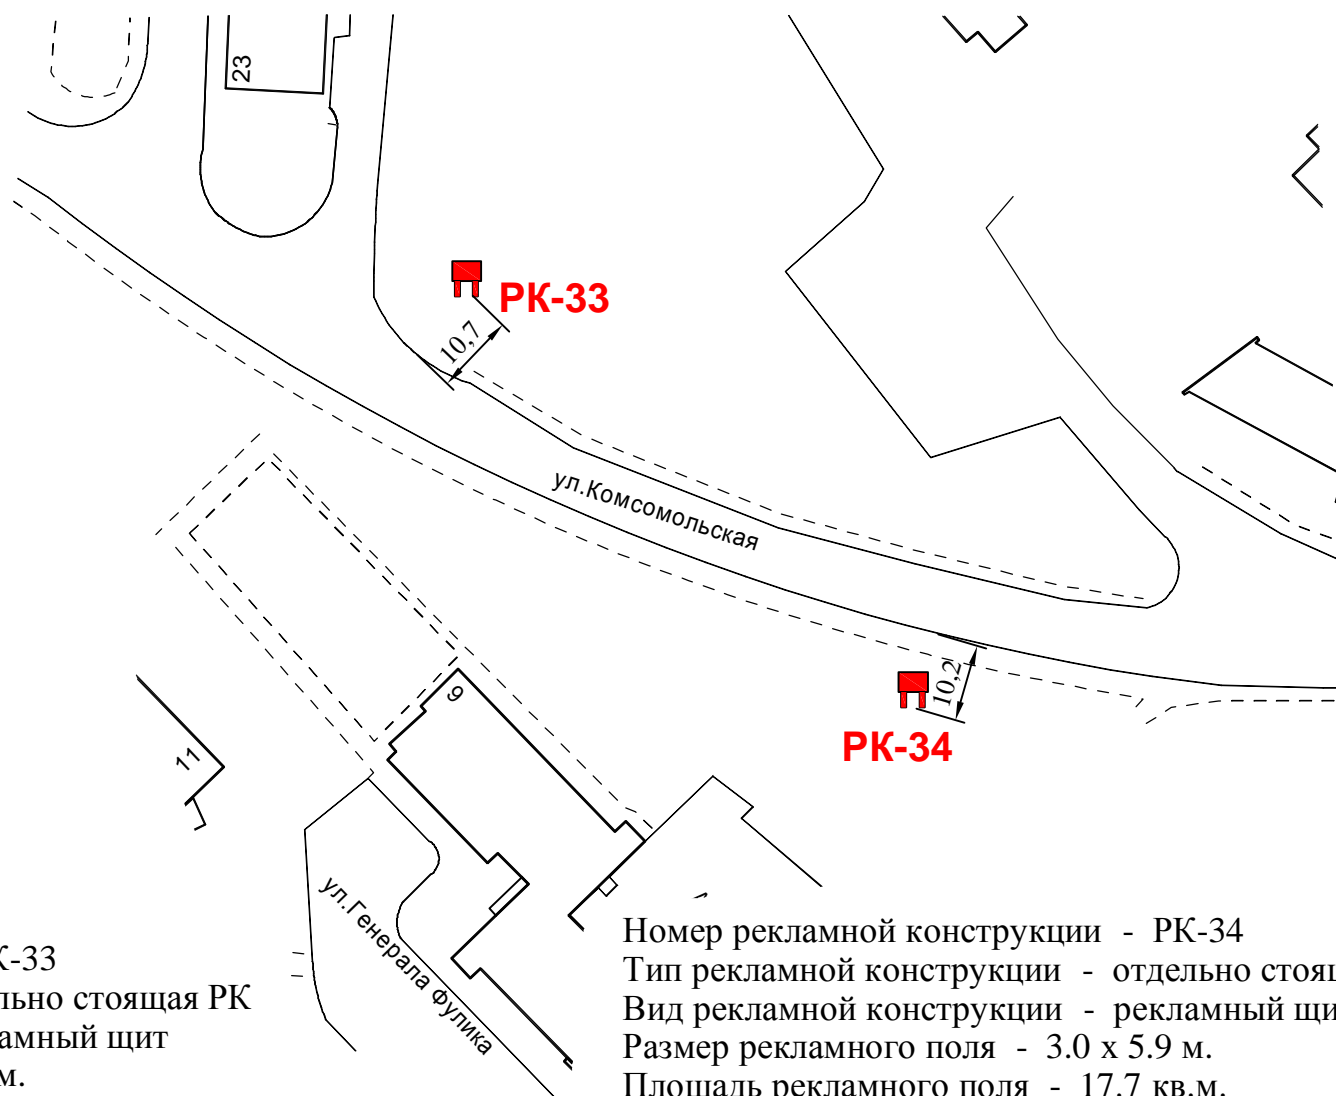 23
РК-33
10,7
ул.Комсомольская
9
10,2
РК-34
11
ул.Генерала Фулика
К-33
льно стоящая РК
амный щит
м.
Номер рекламной конструкции - РК-34
Тип рекламной конструкции - отдельно стоящ
Вид рекламной конструкции - рекламный щи
Размер рекламного поля - 3.0 х 5.9 м.
Площадь рекламного поля - 17.7 кв.м.